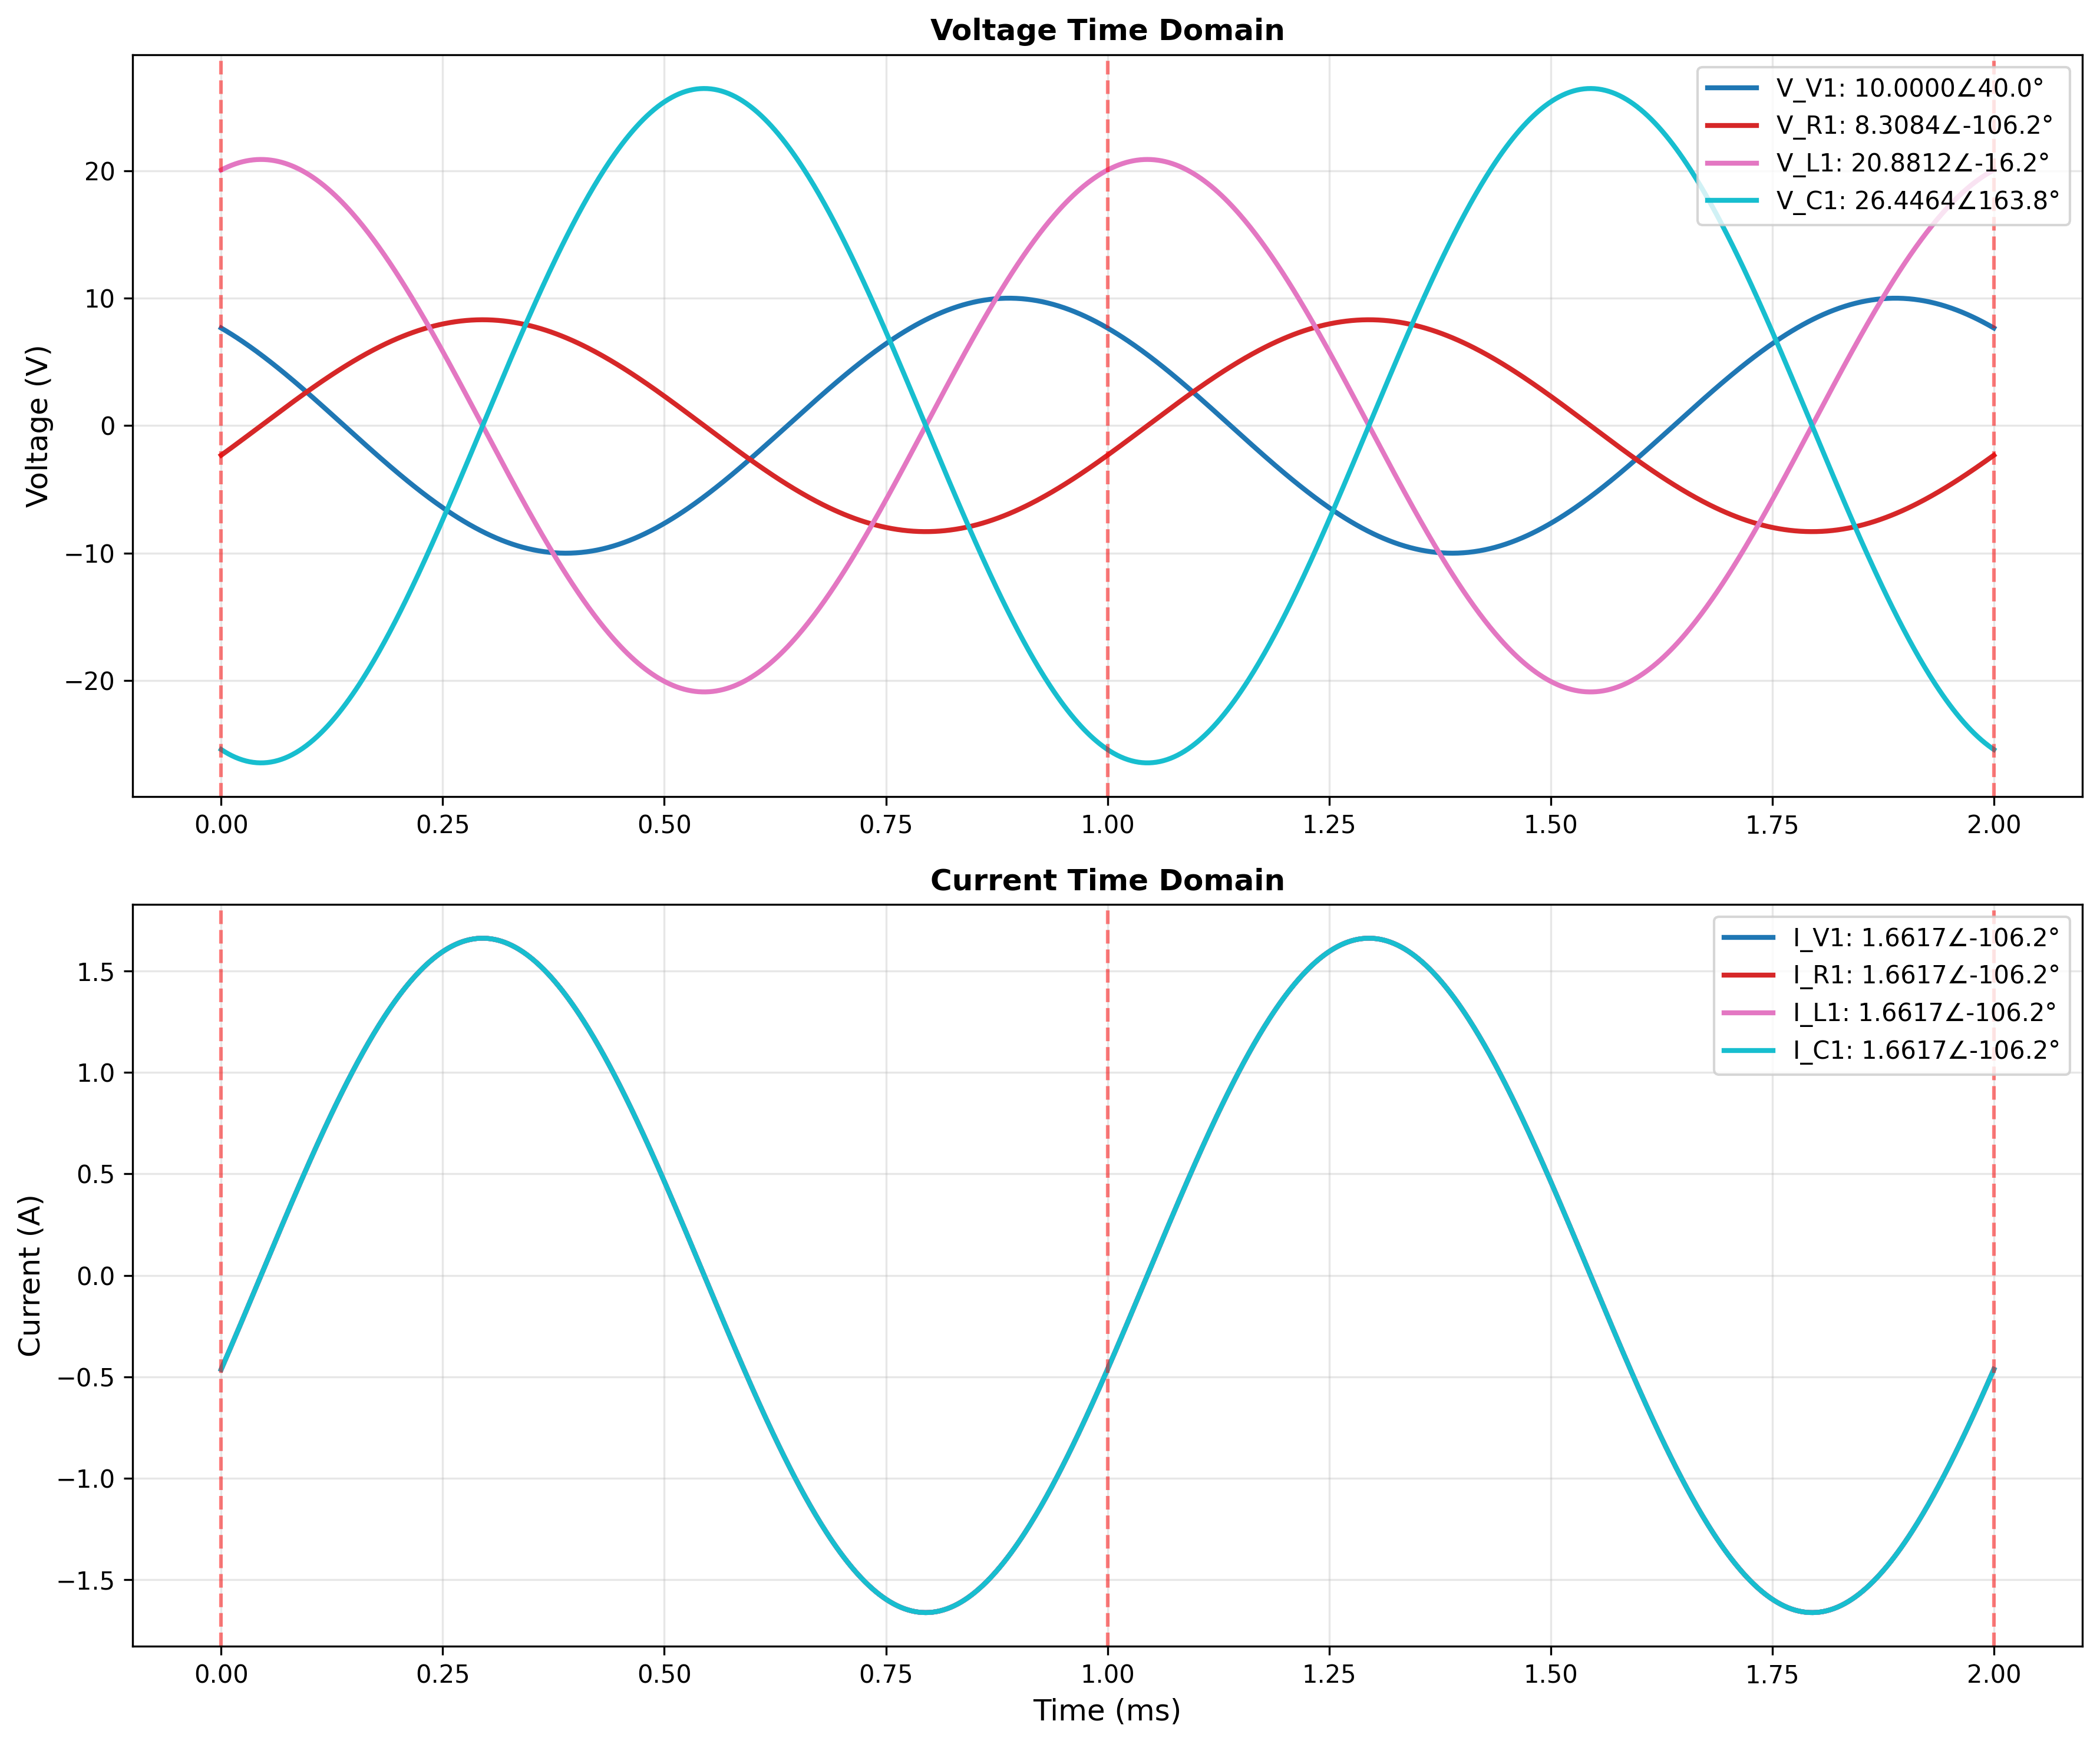 Voltage Time Domain
Voltage (V)
20
10
0
−10
−20
V_V1: 10.0000∠40.0°
V_R1: 8.3084∠-106.2°
V_L1: 20.8812∠-16.2°
V_C1: 26.4464∠163.8°
0.00 0.25 0.50 0.75 1.00 1.25 1.50 1.75 2.00
Current Time Domain
Current (A)
1.5
1.0
0.5
0.0
−0.5
−1.0
−1.5
I_V1: 1.6617∠-106.2°
I_R1: 1.6617∠-106.2°
I_L1: 1.6617∠-106.2°
I_C1: 1.6617∠-106.2°
0.00 0.25 0.50 0.75 1.00 1.25 1.50 1.75 2.00
Time (ms)